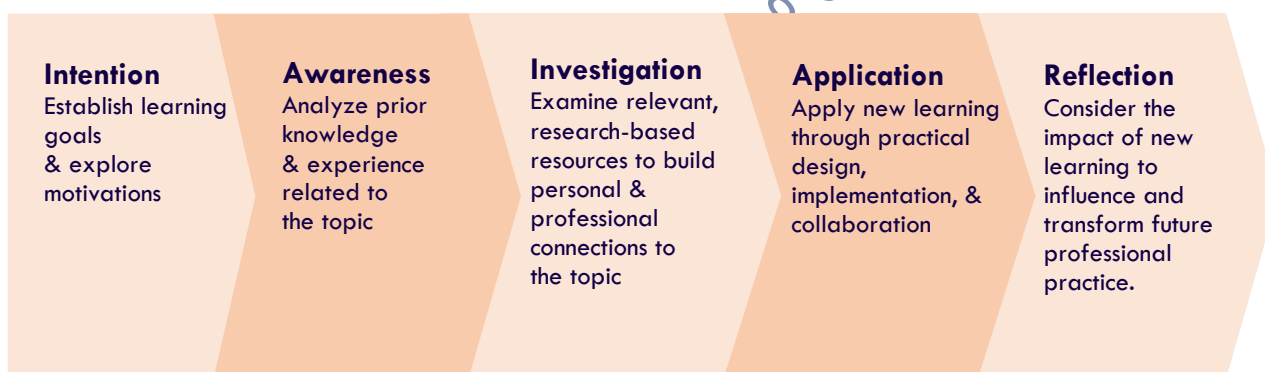 Intention
Establish learning
goals
& explore
motivations
Awareness
Analyze prior
knowledge
& experience
related to
the topic
Investigation
Examine relevant,
research-based
resources to build
personal &
professional
connections to
the topic
Application
Apply new learning
through practical
design,
implementation, &
collaboration
Reflection
Consider the
impact of new
learning to
influence and
transform future
professional
practice.